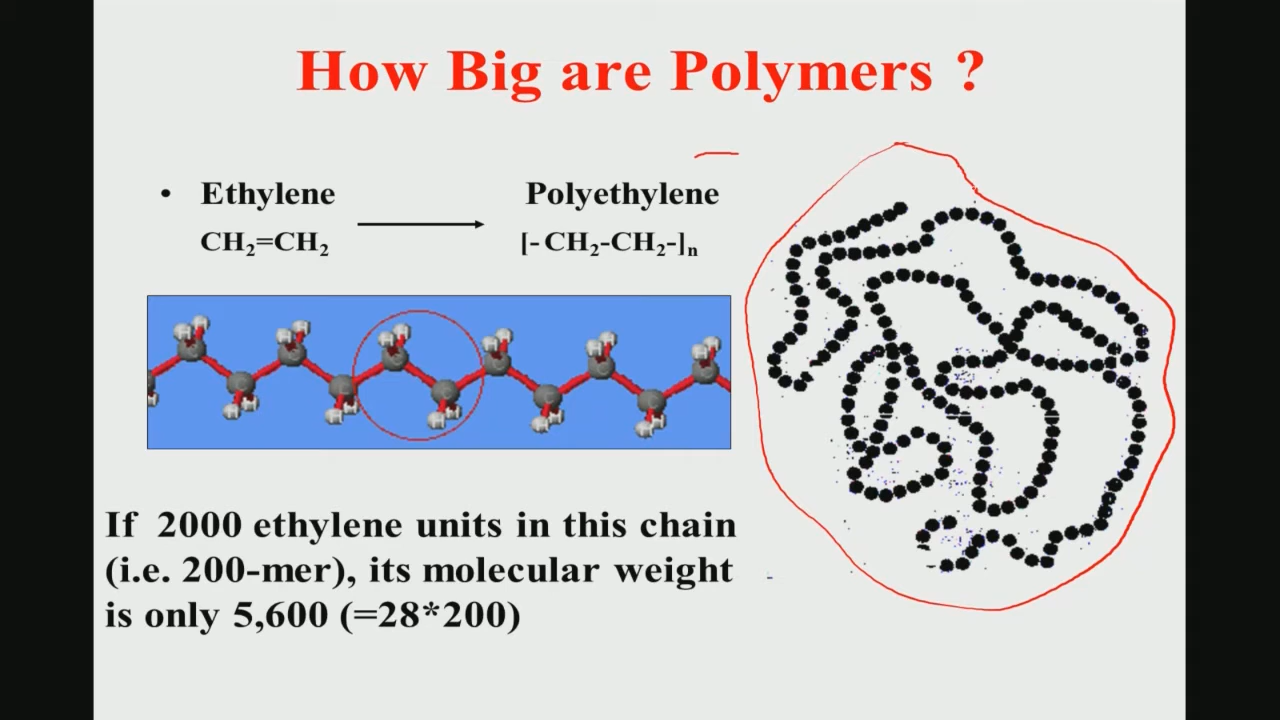 How Big are Polymers ?
• Ethylene
Polyethylene
CH₂=CH₂
[-CH₂-CH₂-]ₙ
If 2000 ethylene units in this chain
(i.e. 200-mer), its molecular weight
is only 5,600 (=28*200)